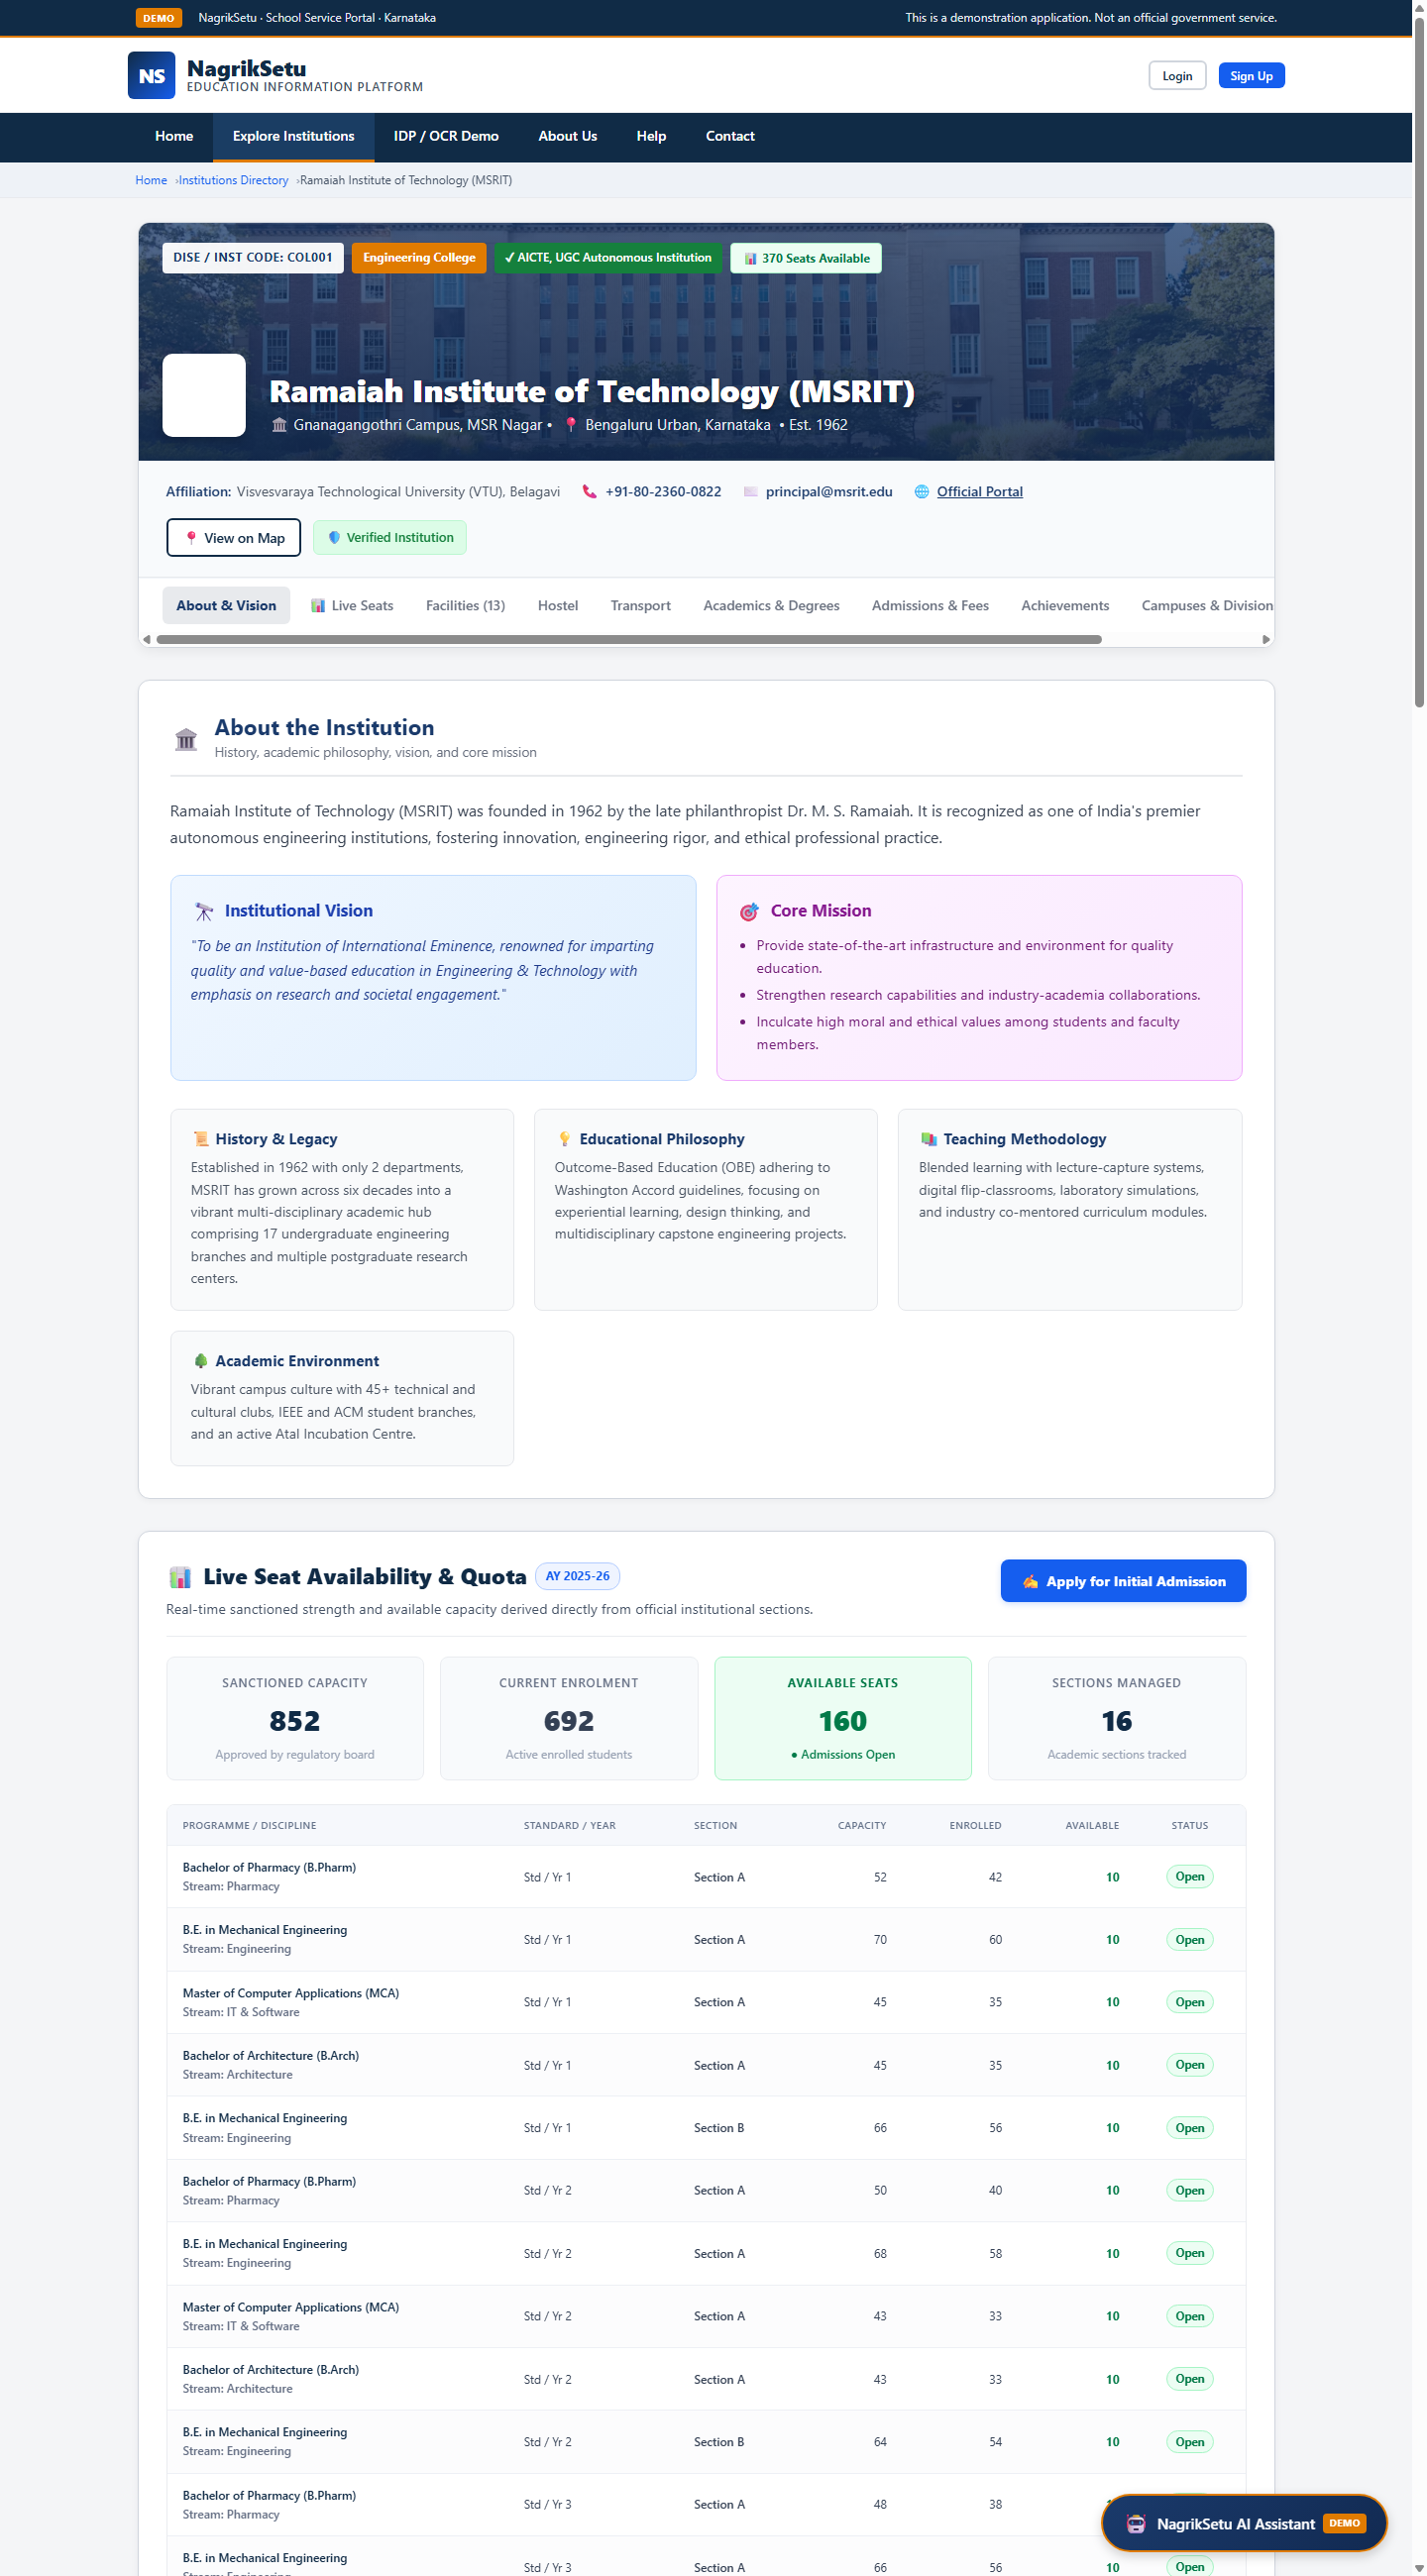 DEMO NagrikSetu · School Service Portal · Karnataka
This is a demonstration application. Not an official government service.
NS
NagrikSetu
EDUCATION INFORMATION PLATFORM
Login
Sign Up
Home
Explore Institutions
IDP / OCR Demo
About Us
Help
Contact
Home ›Institutions Directory ›Ramaiah Institute of Technology (MSRIT)
DISE / INST CODE: COL001
Engineering College
✓ AICTE, UGC Autonomous Institution
370 Seats Available
Ramaiah Institute of Technology (MSRIT)
Gnanagangothri Campus, MSR Nagar • Bengaluru Urban, Karnataka • Est. 1962
Affiliation: Visvesvaraya Technological University (VTU), Belagavi
+91-80-2360-0822
principal@msrit.edu
Official Portal
View on Map
Verified Institution
About & Vision
Live Seats
Facilities (13)
Hostel
Transport
Academics & Degrees
Admissions & Fees
Achievements
Campuses & Division
About the Institution
History, academic philosophy, vision, and core mission
Ramaiah Institute of Technology (MSRIT) was founded in 1962 by the late philanthropist Dr. M. S. Ramaiah. It is recognized as one of India's premier
autonomous engineering institutions, fostering innovation, engineering rigor, and ethical professional practice.
Institutional Vision
"To be an Institution of International Eminence, renowned for imparting
quality and value-based education in Engineering & Technology with
emphasis on research and societal engagement."
Core Mission
• Provide state-of-the-art infrastructure and environment for quality
education.
• Strengthen research capabilities and industry-academia collaborations.
• Inculcate high moral and ethical values among students and faculty
members.
History & Legacy
Established in 1962 with only 2 departments,
MSRIT has grown across six decades into a
vibrant multi-disciplinary academic hub
comprising 17 undergraduate engineering
branches and multiple postgraduate research
centers.
Educational Philosophy
Outcome-Based Education (OBE) adhering to
Washington Accord guidelines, focusing on
experiential learning, design thinking, and
multidisciplinary capstone engineering projects.
Teaching Methodology
Blended learning with lecture-capture systems,
digital flip-classrooms, laboratory simulations,
and industry co-mentored curriculum modules.
Academic Environment
Vibrant campus culture with 45+ technical and
cultural clubs, IEEE and ACM student branches,
and an active Atal Incubation Centre.
Live Seat Availability & Quota AY 2025-26
Real-time sanctioned strength and available capacity derived directly from official institutional sections.
Apply for Initial Admission
SANCTIONED CAPACITY
852
Approved by regulatory board
CURRENT ENROLMENT
692
Active enrolled students
AVAILABLE SEATS
160
● Admissions Open
SECTIONS MANAGED
16
Academic sections tracked
PROGRAMME / DISCIPLINE STANDARD / YEAR SECTION CAPACITY ENROLLED AVAILABLE STATUS
Bachelor of Pharmacy (B.Pharm)
Stream: Pharmacy
Std / Yr 1 Section A 52 42 10 Open
B.E. in Mechanical Engineering
Stream: Engineering
Std / Yr 1 Section A 70 60 10 Open
Master of Computer Applications (MCA)
Stream: IT & Software
Std / Yr 1 Section A 45 35 10 Open
Bachelor of Architecture (B.Arch)
Stream: Architecture
Std / Yr 1 Section A 45 35 10 Open
B.E. in Mechanical Engineering
Stream: Engineering
Std / Yr 1 Section B 66 56 10 Open
Bachelor of Pharmacy (B.Pharm)
Stream: Pharmacy
Std / Yr 2 Section A 50 40 10 Open
B.E. in Mechanical Engineering
Stream: Engineering
Std / Yr 2 Section A 68 58 10 Open
Master of Computer Applications (MCA)
Stream: IT & Software
Std / Yr 2 Section A 43 33 10 Open
Bachelor of Architecture (B.Arch)
Stream: Architecture
Std / Yr 2 Section A 43 33 10 Open
B.E. in Mechanical Engineering
Stream: Engineering
Std / Yr 2 Section B 64 54 10 Open
Bachelor of Pharmacy (B.Pharm)
Stream: Pharmacy
Std / Yr 3 Section A 48 38
B.E. in Mechanical Engineering
Std / Yr 3 Section A 66 56 10 Open
NagrikSetu AI Assistant DEMO